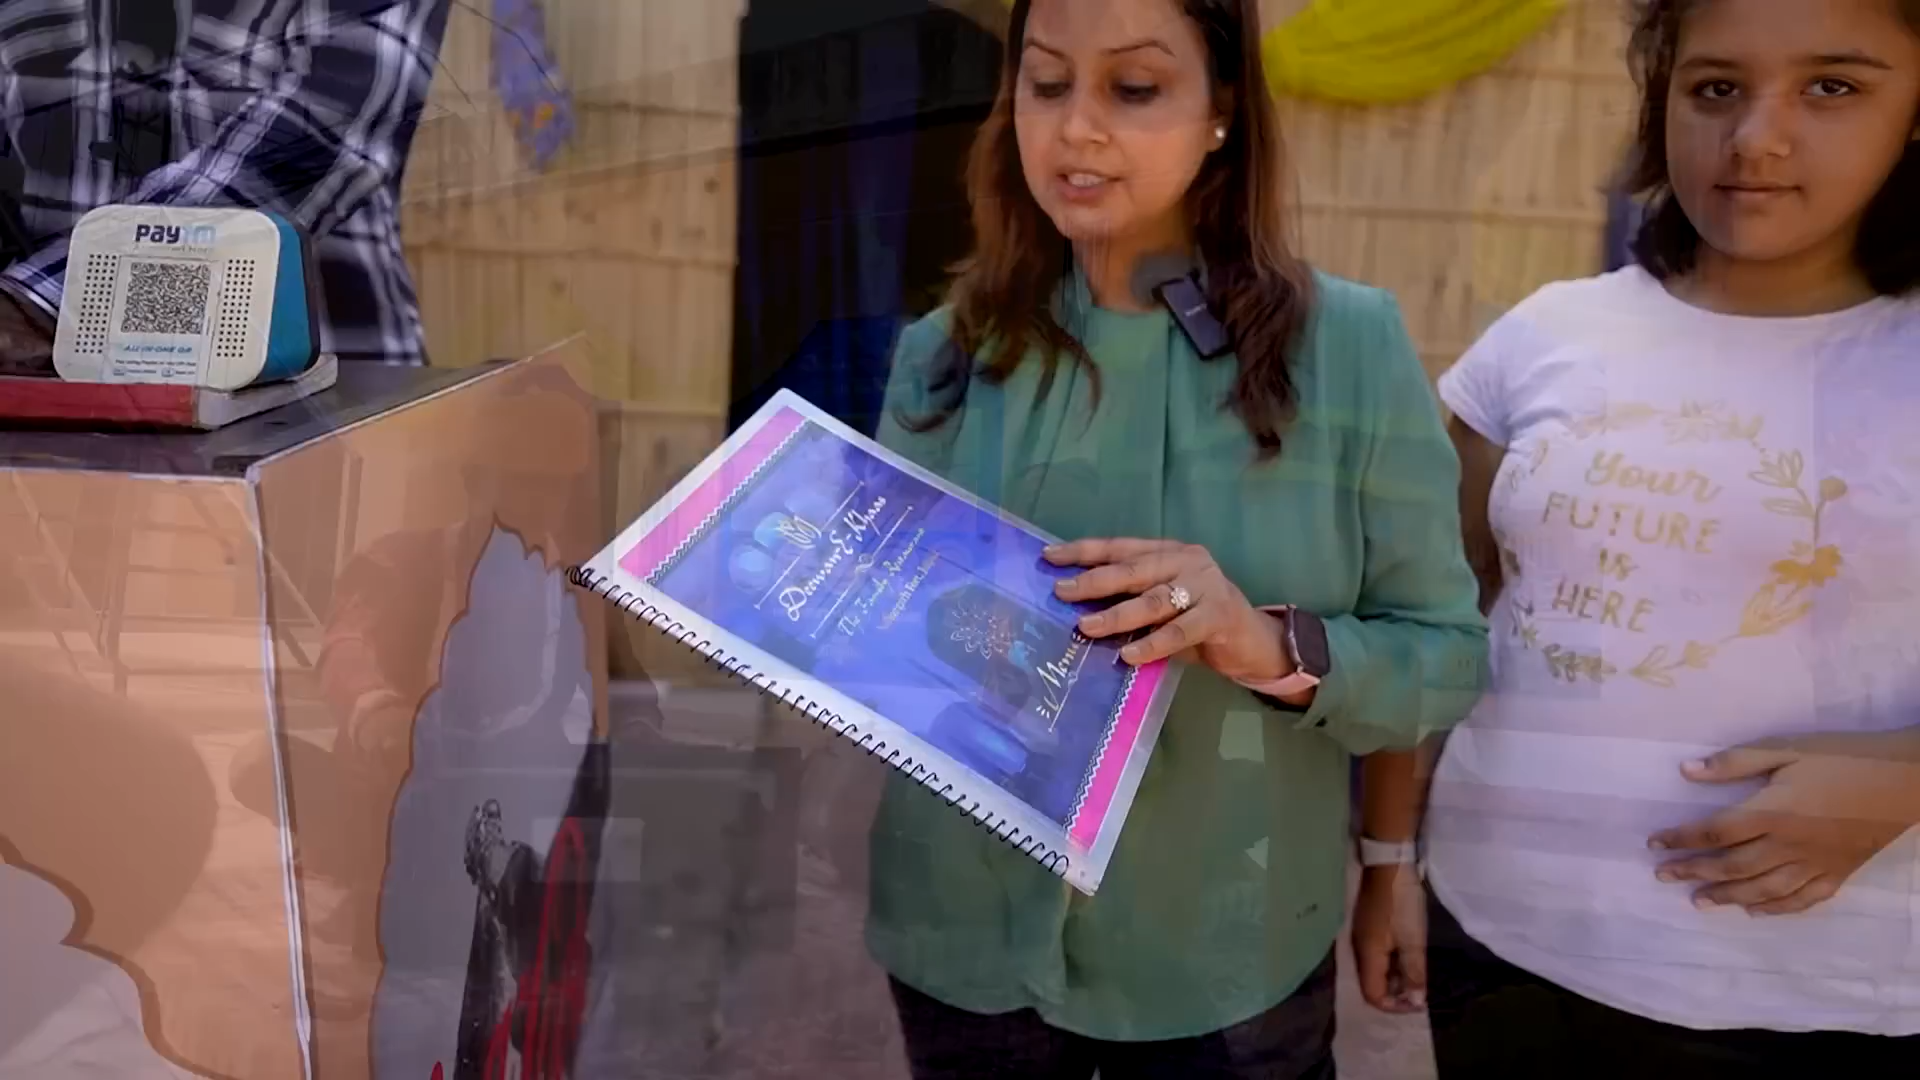 paytm
ALL-IN-ONE QR
Deewan-E-Khaas
The Family Restaurant
Menu
Your
FUTURE
is
HERE